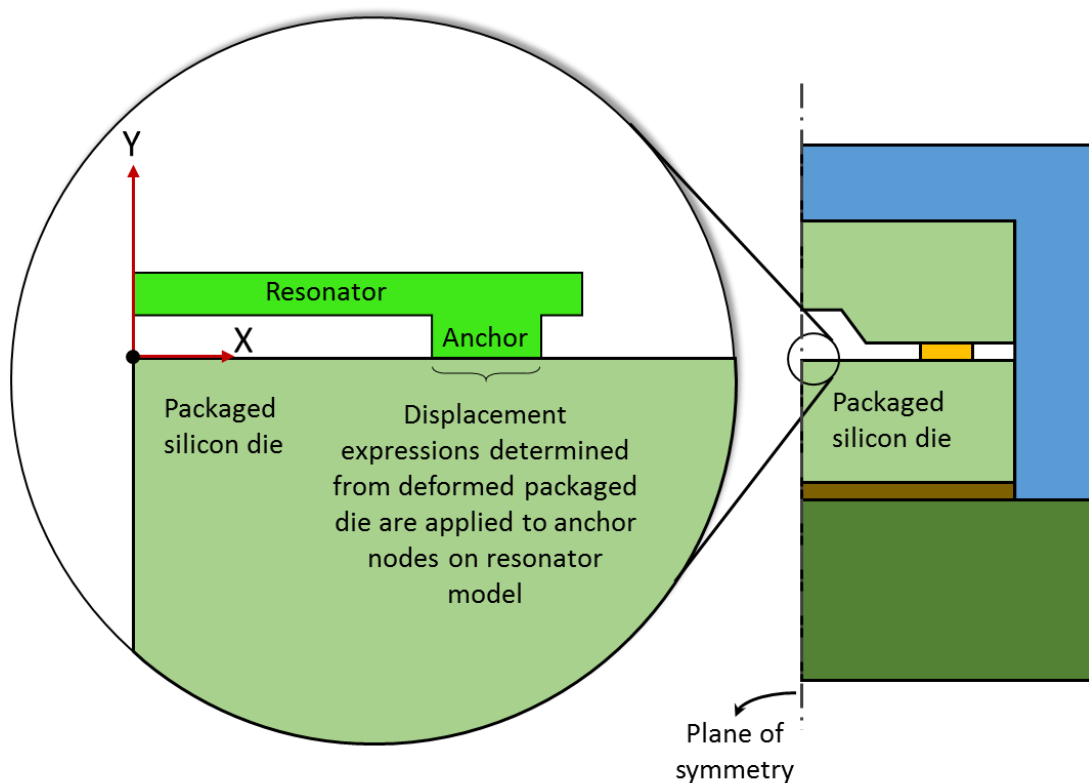 Y
Resonator
X
Anchor
Packaged
silicon die
Displacement
expressions determined
from deformed packaged
die are applied to anchor
nodes on resonator
model
Packaged
silicon die
Plane of
symmetry